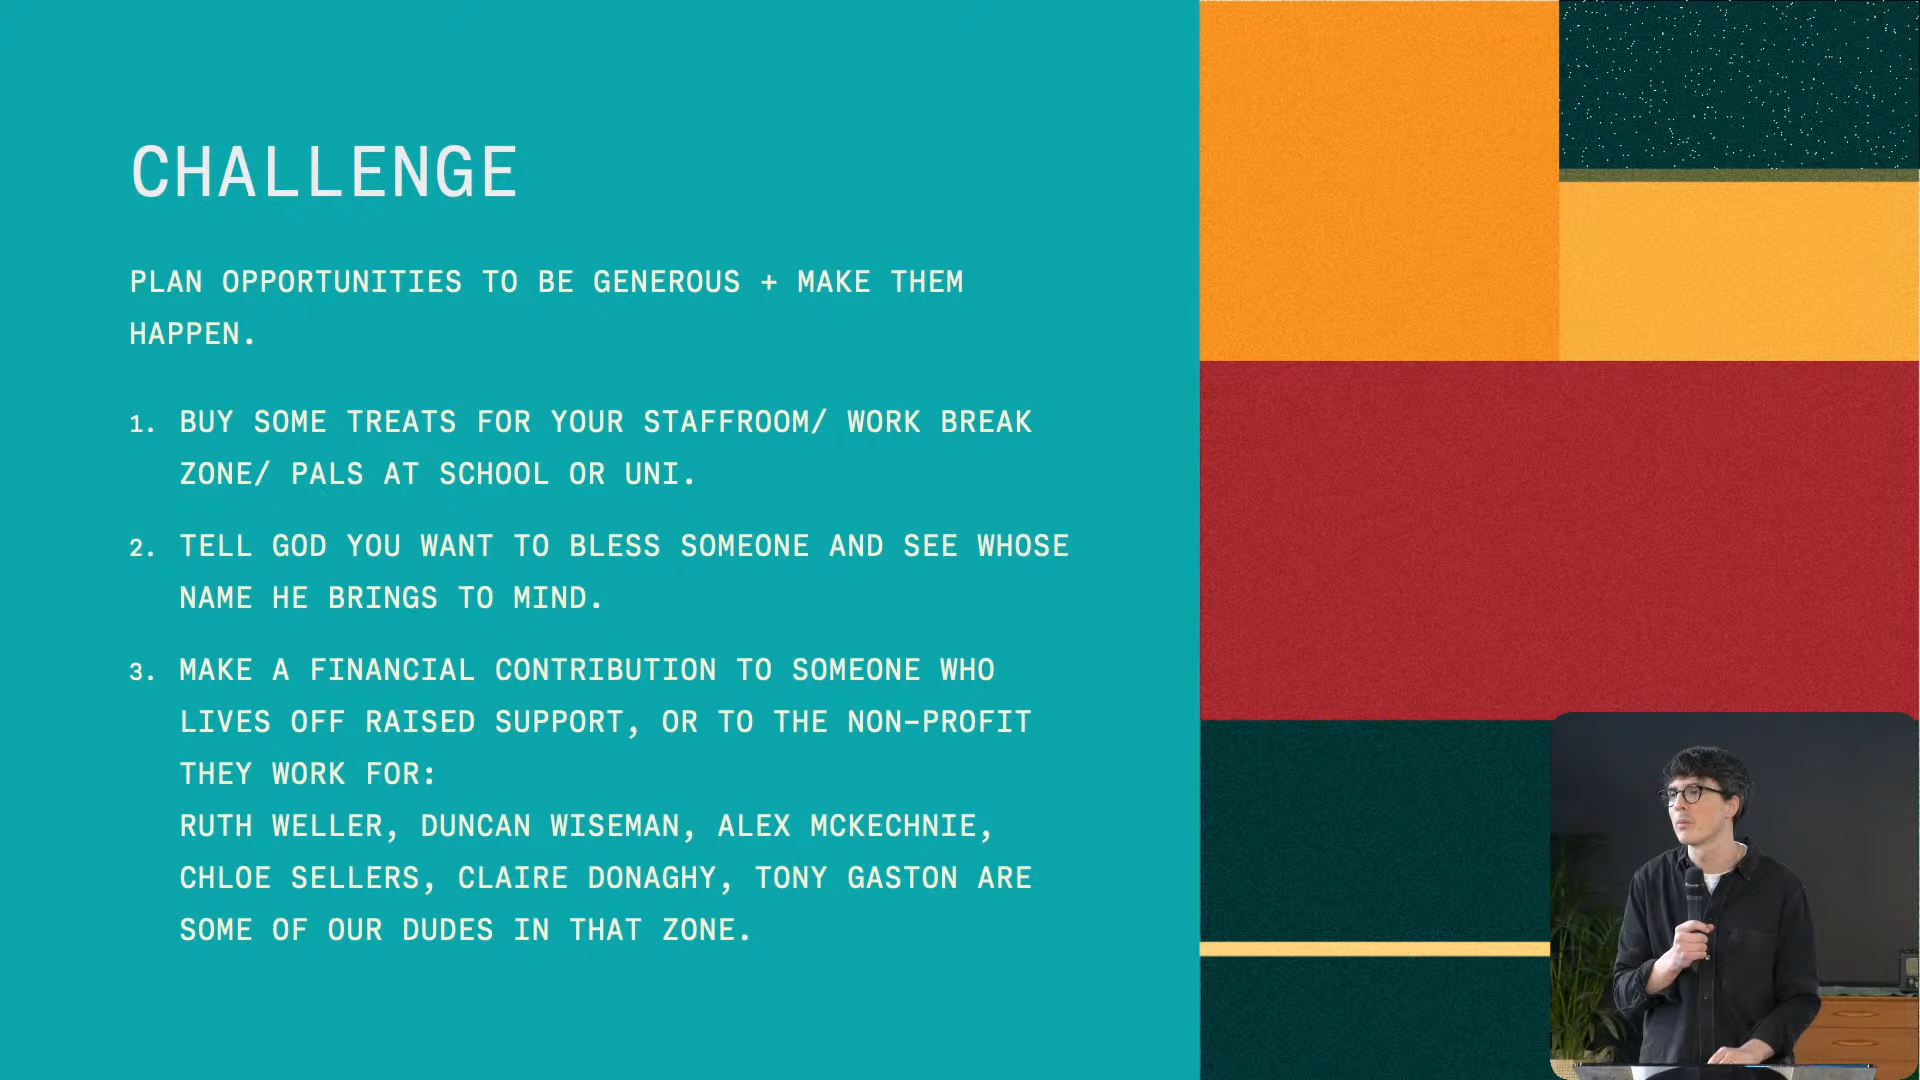 CHALLENGE
PLAN OPPORTUNITIES TO BE GENEROUS + MAKE THEM
HAPPEN.
1. BUY SOME TREATS FOR YOUR STAFFROOM/ WORK BREAK
ZONE/ PALS AT SCHOOL OR UNI.
2. TELL GOD YOU WANT TO BLESS SOMEONE AND SEE WHOSE
NAME HE BRINGS TO MIND.
3. MAKE A FINANCIAL CONTRIBUTION TO SOMEONE WHO
LIVES OFF RAISED SUPPORT, OR TO THE NON-PROFIT
THEY WORK FOR:
RUTH WELLER, DUNCAN WISEMAN, ALEX MCKECHNIE,
CHLOE SELLERS, CLAIRE DONAGHY, TONY GASTON ARE
SOME OF OUR DUDES IN THAT ZONE.